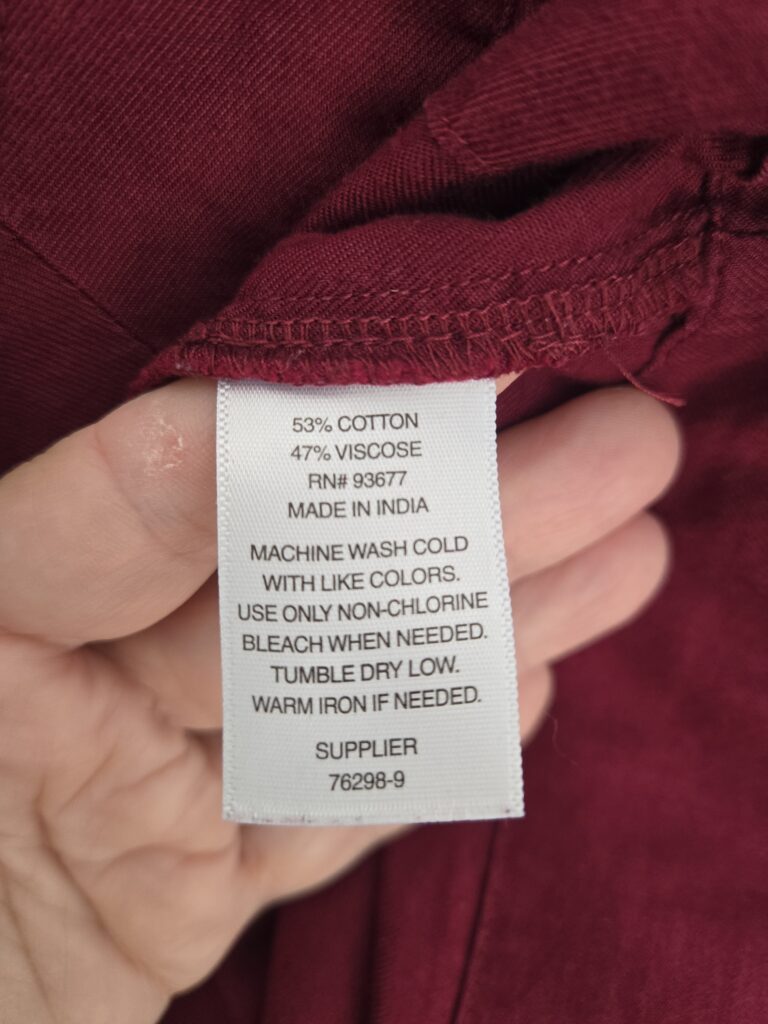 53% COTTON
47% VISCOSE
RN# 93677
MADE IN INDIA
MACHINE WASH COLD
WITH LIKE COLORS.
USE ONLY NON-CHLORINE
BLEACH WHEN NEEDED.
TUMBLE DRY LOW.
WARM IRON IF NEEDED.
SUPPLIER
76298-9